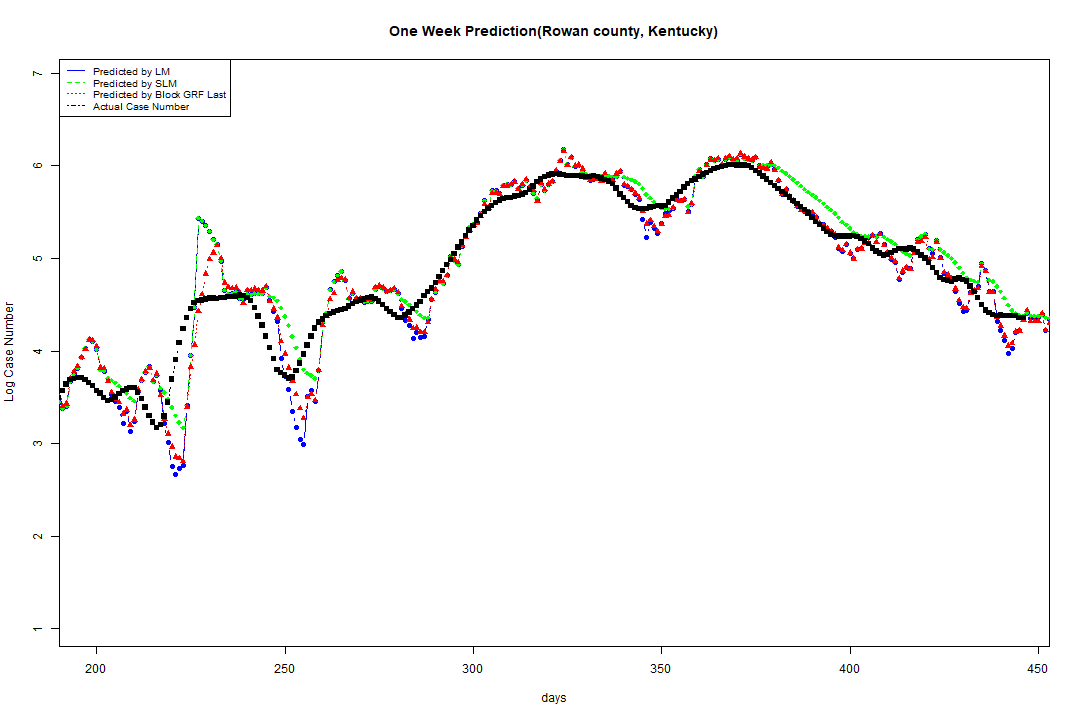 One Week Prediction(Rowan county, Kentucky)
Predicted by LM
Predicted by SLM
Predicted by Block GRF Last
Actual Case Number
7
6
5
4
3
2
1
Log Case Number
200 250 300 350 400 450
days